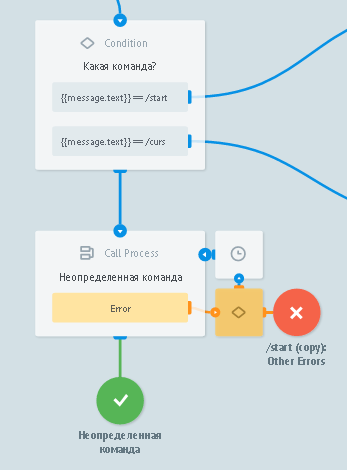 Condition
Какая команда?
{{message.text}} == /start
{{message.text}} == /curs
Call Process
Неопределенная команда
Error
/start (copy):
Other Errors
Неопределенная
команда